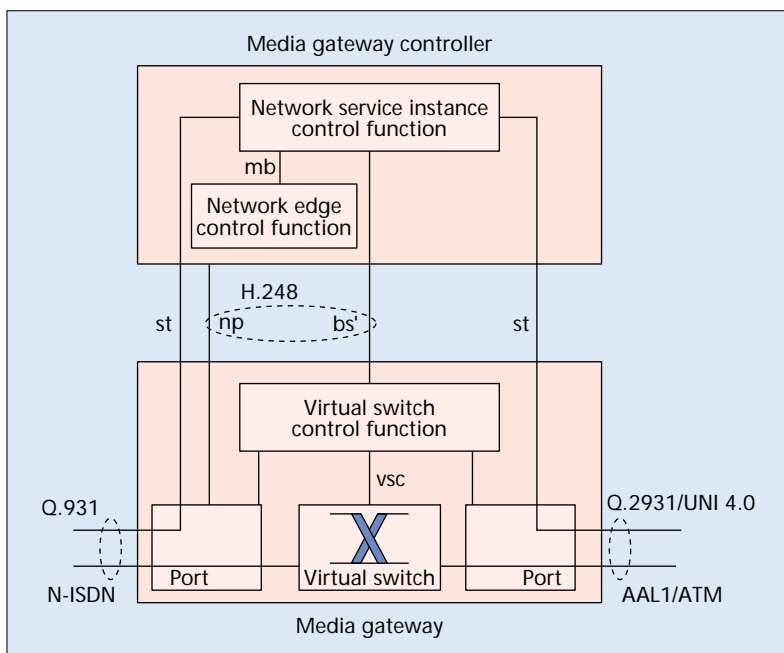 Media gateway controller
Network service instance
control function
mb
Network edge
control function
H.248
st
np
bs'
st
Virtual switch
control function
vsc
Q.931
Q.2931/UNI 4.0
Port
Virtual switch
Port
N-ISDN
AAL1/ATM
Media gateway